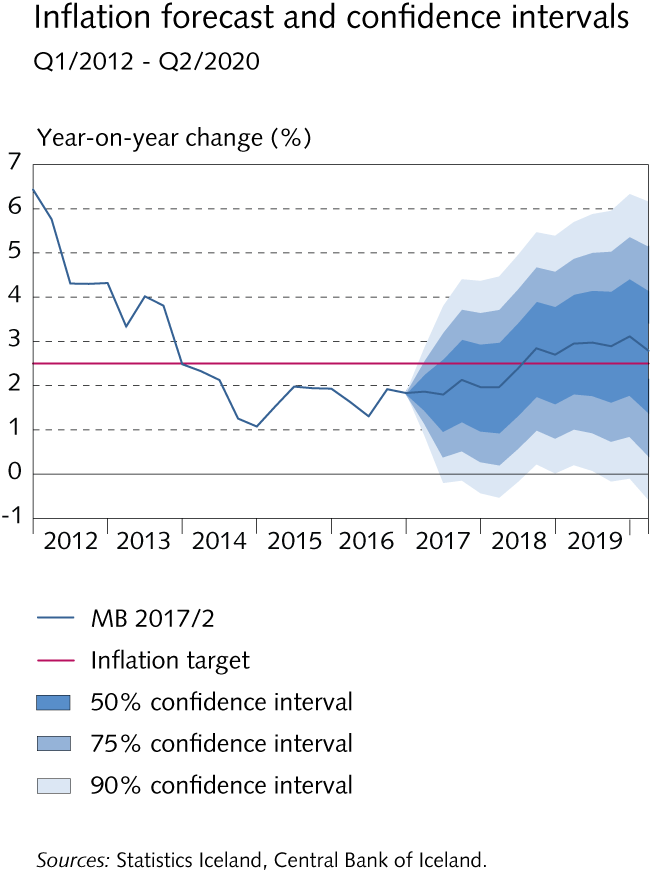 Inflation forecast and confidence intervals
Q1/2012 - Q2/2020
Year-on-year change (%)
7
6
5
4
3
2
1
0
-1
2012 2013 2014 2015 2016 2017 2018 2019
MB 2017/2
Inflation target
50% confidence interval
75% confidence interval
90% confidence interval
Sources: Statistics Iceland, Central Bank of Iceland.